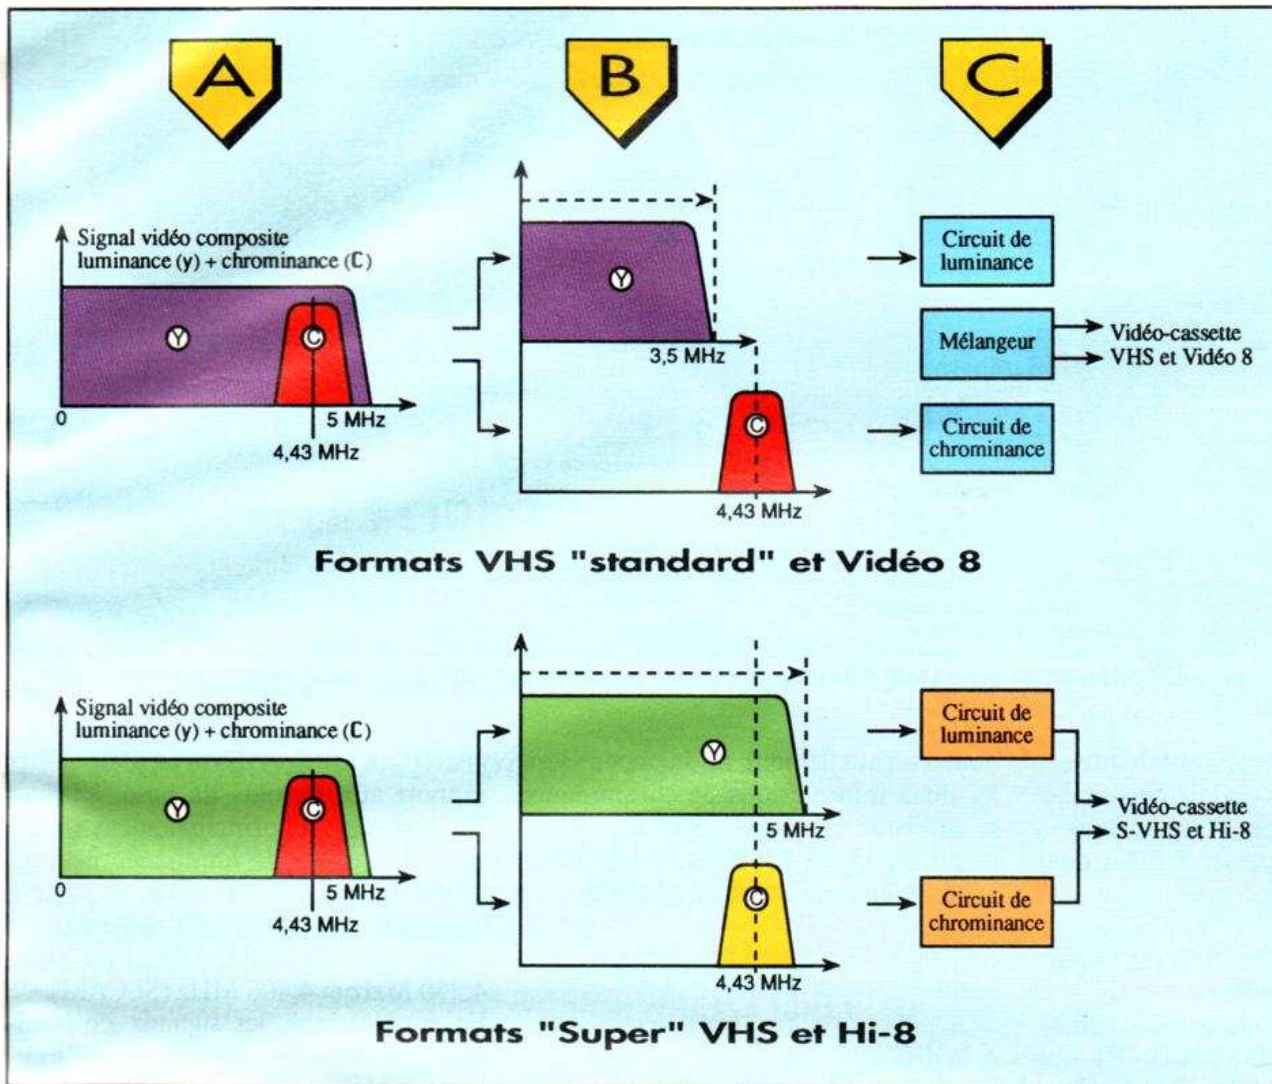 A
B
C
Signal vidéo composite
luminance (y) + chrominance (C)
Y
C
0
5 MHz
4,43 MHz
Y
3,5 MHz
C
4,43 MHz
Circuit de
luminance
Mélangeur
Vidéo-cassette
VHS et Vidéo 8
Circuit de
chrominance
Formats VHS "standard" et Vidéo 8
Signal vidéo composite
luminance (y) + chrominance (C)
Y
C
0
5 MHz
4,43 MHz
Y
5 MHz
C
4,43 MHz
Circuit de
luminance
Vidéo-cassette
S-VHS et Hi-8
Circuit de
chrominance
Formats "Super" VHS et Hi-8